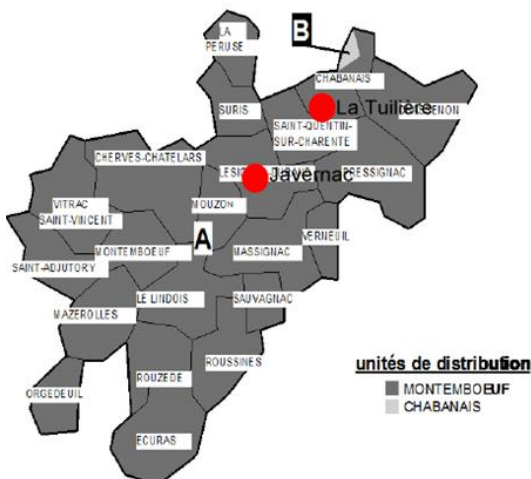 LA
PERUSE
B
CHABANAIS
La Tuilière
SURIS
SAINT-QUENTIN-
SUR-CHARENTE
CHERVES-CHATELARS
Javernac
PRESSIGNAC
VITRAC
SAINT-VINCENT
MOUZON
A
VERNEUIL
MONTEMBOEUF
MASSIGNAC
SAINT-ADJUTORY
LE LINDOIS
SAUVAGNAC
MAZEROLLES
ROUSSINES
ORGEDEUIL
ROUZEDE
ECURAS
unités de distribution
MONTEMBOEUF
CHABANAIS